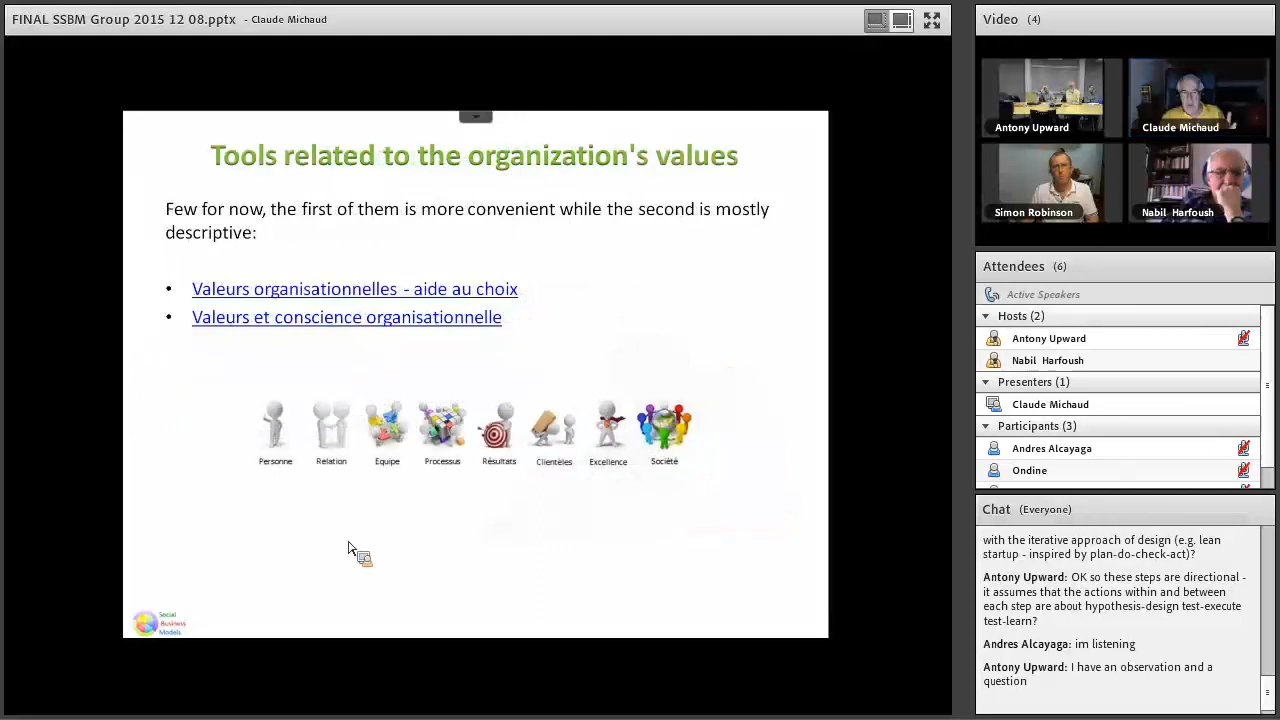 FINAL SSBM Group 2015 12 08.pptx - Claude Michaud
Tools related to the organization's values
Few for now, the first of them is more convenient while the second is mostly
descriptive:
• Valeurs organisationnelles - aide au choix
• Valeurs et conscience organisationnelle
Personne Relation Equipe Processus Résultats Clientèles Excellence Société
Social
Business
Models
Video (4)
Antony Upward Claude Michaud
Simon Robinson Nabil Harfoush
Attendees (6)
Active Speakers
Hosts (2)
Antony Upward
Nabil Harfoush
Presenters (1)
Claude Michaud
Participants (3)
Andres Alcayaga
Ondine
Chat (Everyone)
with the iterative approach of design (e.g. lean
startup - inspired by plan-do-check-act)?
Antony Upward: OK so these steps are directional -
it assumes that the actions within and between
each step are about hypothesis-design test-execute
test-learn?
Andres Alcayaga: im listening
Antony Upward: I have an observation and a
question